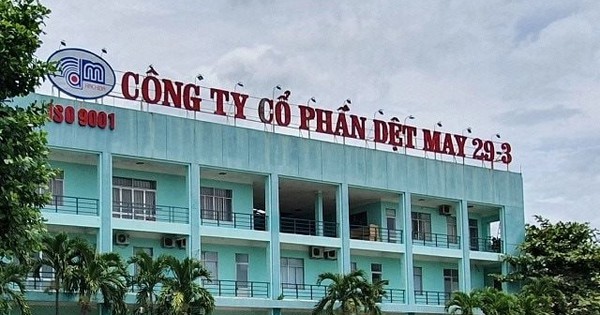 CÔNG TY CỔ PHẦN DỆT MAY 29-3
ISO 9001